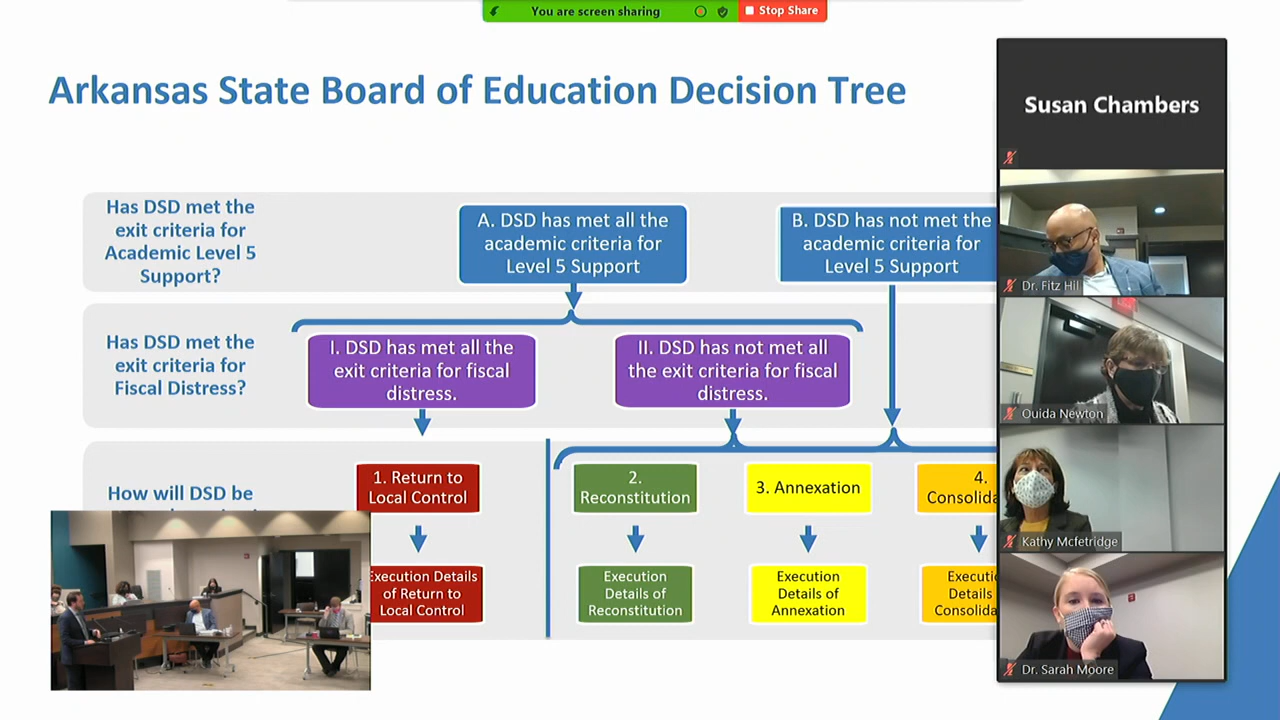 You are screen sharing
Stop Share
Arkansas State Board of Education Decision Tree
Has DSD met the
exit criteria for
Academic Level 5
Support?
A. DSD has met all the
academic criteria for
Level 5 Support
B. DSD has not met the
academic criteria for
Level 5 Support
Has DSD met the
exit criteria for
Fiscal Distress?
I. DSD has met all the
exit criteria for fiscal
distress.
II. DSD has not met all
the exit criteria for fiscal
distress.
How will DSD be
1. Return to
Local Control
2.
Reconstitution
3. Annexation
4.
Consolida
Execution Details
of Return to
Local Control
Execution
Details of
Reconstitution
Execution
Details of
Annexation
Executio
Details
Consolida
Susan Chambers
Dr. Fitz Hill
Ouida Newton
Kathy Mcfetridge
Dr. Sarah Moore